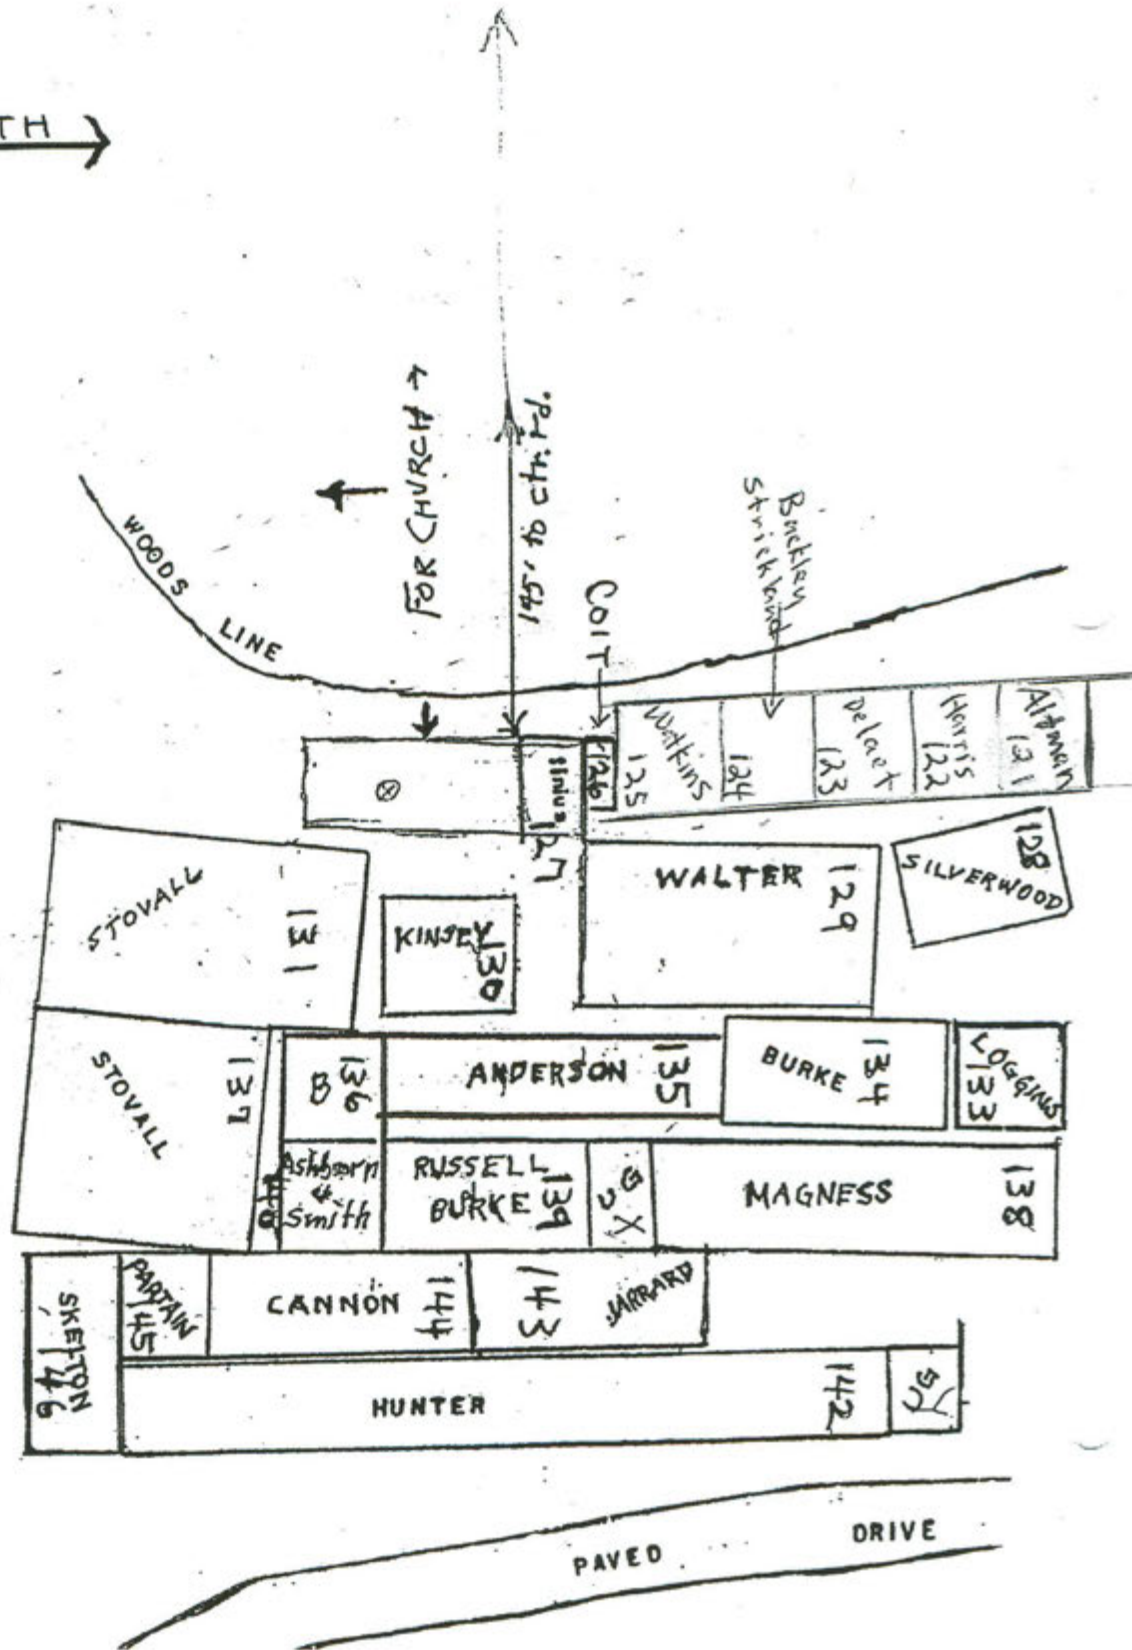 TH
FOR CHURCH →
145' to ctr. rd.
COIT
Buckley
Strickland
WOODS LINE
127
126
Watkins
125
124
Delaet
123
Harris
122
Altman
121
STOVALL
131
KINSEY
130
WALTER
129
128
SILVERWOOD
STOVALL
137
B
136
ANDERSON
135
BURKE
134
LOGGINS
133
Ashborn
&
Smith
RUSSELL
BURKE
139
MAGNESS
138
SKELTON
146
PARTAIN
145
CANNON
144
143
JARRARD
HUNTER
142
PAVED DRIVE